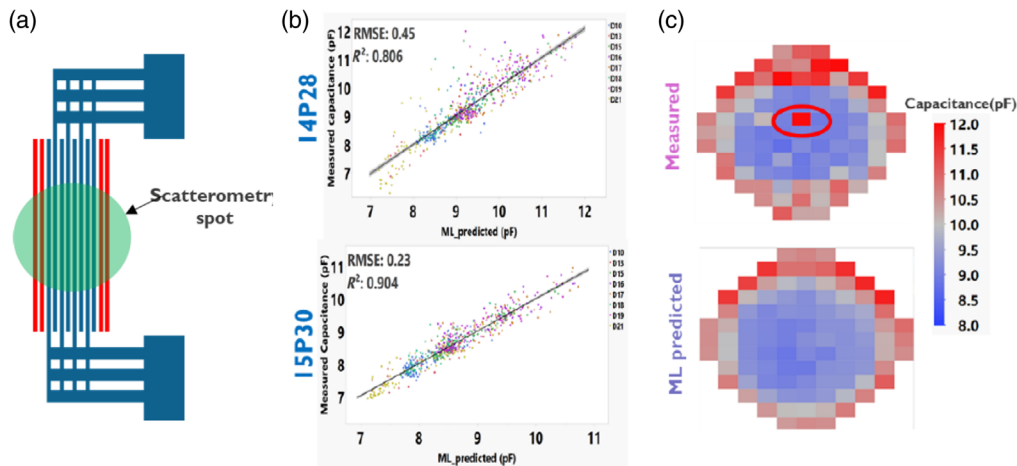 (a)
Scatterometry
spot
(b)
14P28
Measured Capacitance (pF)
12
11
10
9
8
7
RMSE: 0.45
R²: 0.806
7 8 9 10 11 12
ML_predicted (pF)
D10
D13
D15
D16
D17
D18
D19
D21
15P30
Measured Capacitance (pF)
11
10
9
8
7
RMSE: 0.23
R²: 0.904
7 8 9 10 11
ML_predicted (pF)
D10
D13
D15
D16
D17
D18
D19
D21
(c)
Measured
ML predicted
Capacitance(pF)
12.0
11.5
11.0
10.5
10.0
9.5
9.0
8.5
8.0